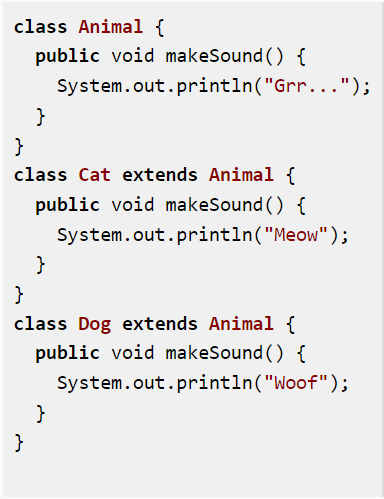 class Animal {
  public void makeSound() {
    System.out.println("Grr...");
  }
}
class Cat extends Animal {
  public void makeSound() {
    System.out.println("Meow");
  }
}
class Dog extends Animal {
  public void makeSound() {
    System.out.println("Woof");
  }
}